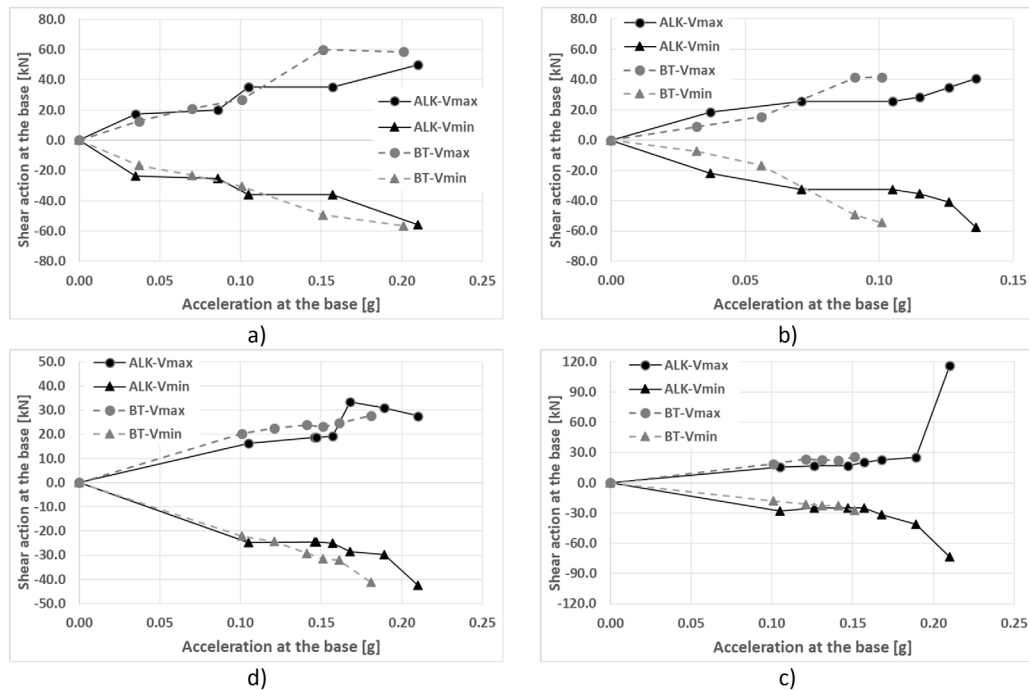 80.0
60.0
40.0
20.0
0.0
-20.0
-40.0
-60.0
-80.0
Shear action at the base [kN]
0.00
0.05
0.10
0.15
0.20
0.25
Acceleration at the base [g]
ALK-Vmax
ALK-Vmin
BT-Vmax
BT-Vmin
a)
80.0
60.0
40.0
20.0
0.0
-20.0
-40.0
-60.0
-80.0
Shear action at the base [kN]
0.00
0.05
0.10
0.15
Acceleration at the base [g]
ALK-Vmax
ALK-Vmin
BT-Vmax
BT-Vmin
b)
50.0
40.0
30.0
20.0
10.0
0.0
-10.0
-20.0
-30.0
-40.0
-50.0
Shear action at the base [kN]
0.00
0.05
0.10
0.15
0.20
0.25
Acceleration at the base [g]
ALK-Vmax
ALK-Vmin
BT-Vmax
BT-Vmin
d)
120.0
90.0
60.0
30.0
0.0
-30.0
-60.0
-90.0
-120.0
Shear action at the base [kN]
0.00
0.05
0.10
0.15
0.20
0.25
Acceleration at the base [g]
ALK-Vmax
ALK-Vmin
BT-Vmax
BT-Vmin
c)